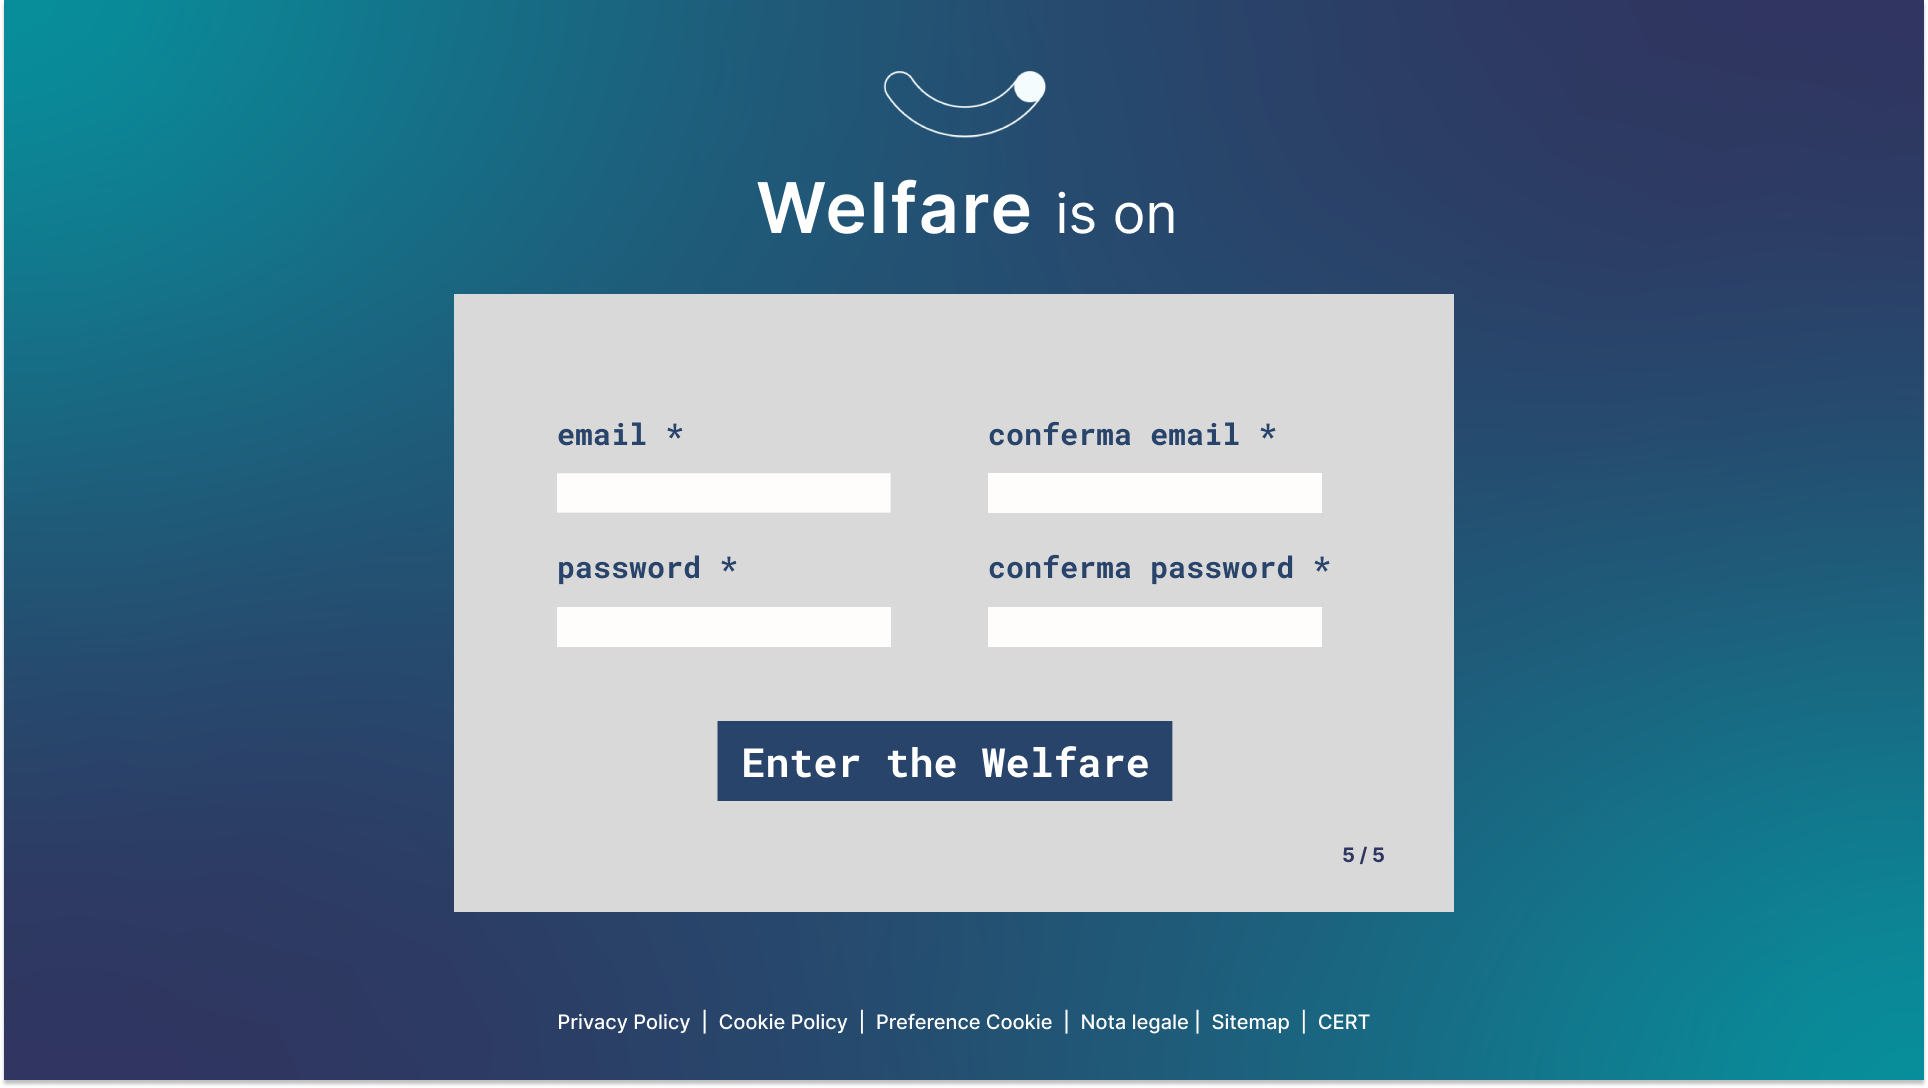 Welfare is on
email *
conferma email *
password *
conferma password *
Enter the Welfare
5 / 5
Privacy Policy | Cookie Policy | Preference Cookie | Nota legale | Sitemap | CERT